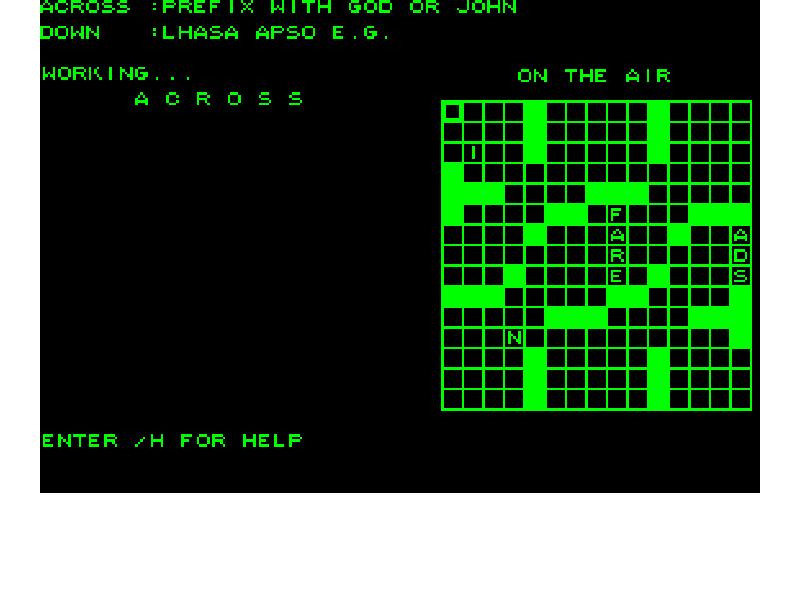 ACROSS :PREFIX WITH GOD OR JOHN
DOWN :LHASA APSO E.G.
WORKING...
ON THE AIR
A C R O S S
I
F
A A
R D
E S
N
ENTER /H FOR HELP